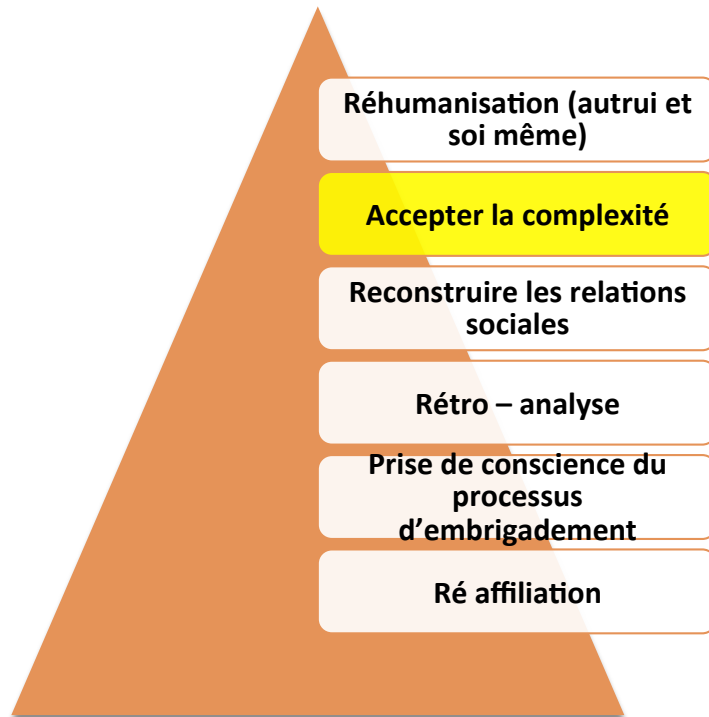 Réhumanisation (autrui et
soi même)
Accepter la complexité
Reconstruire les relations
sociales
Rétro – analyse
Prise de conscience du
processus
d’embrigadement
Ré affiliation